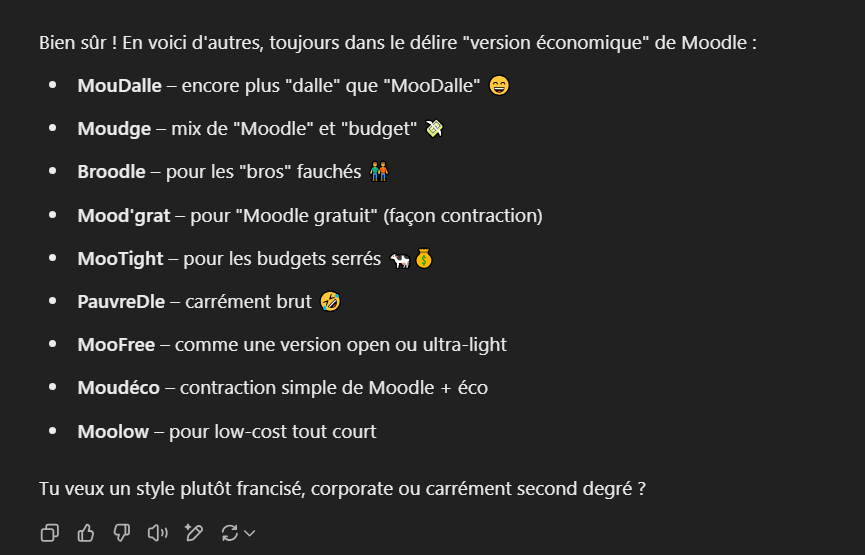 Bien sûr ! En voici d'autres, toujours dans le délire "version économique" de Moodle :
MouDalle – encore plus "dalle" que "MooDalle" 😄
Moudge – mix de "Moodle" et "budget" 💸
Broodle – pour les "bros" fauchés 👬
Mood'grat – pour "Moodle gratuit" (façon contraction)
MooTight – pour les budgets serrés 🐄💰
PauvreDle – carrément brut 🤣
MooFree – comme une version open ou ultra-light
Moudéco – contraction simple de Moodle + éco
Moolow – pour low-cost tout court
Tu veux un style plutôt francisé, corporate ou carrément second degré ?